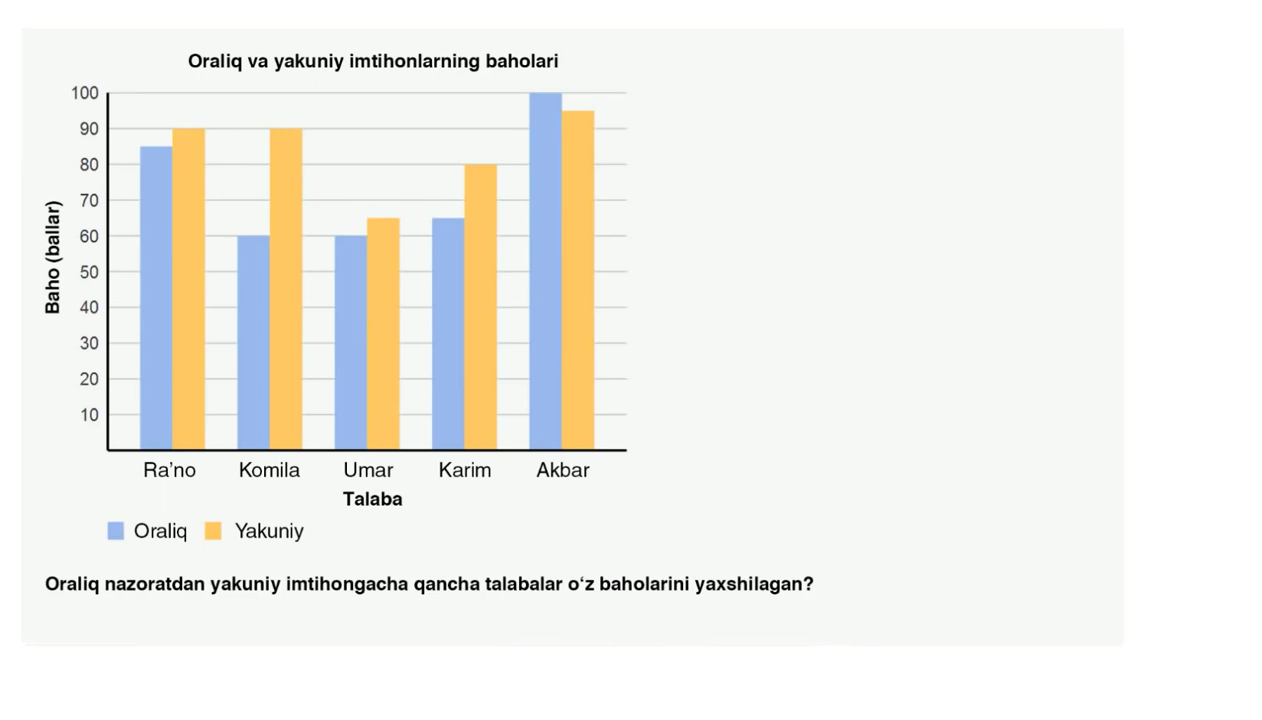 Oraliq va yakuniy imtihonlarning baholari
100
90
80
70
60
50
40
30
20
10
Baho (ballar)
Ra’no Komila Umar Karim Akbar
Talaba
Oraliq Yakuniy
Oraliq nazoratdan yakuniy imtihongacha qancha talabalar o‘z baholarini yaxshilagan?